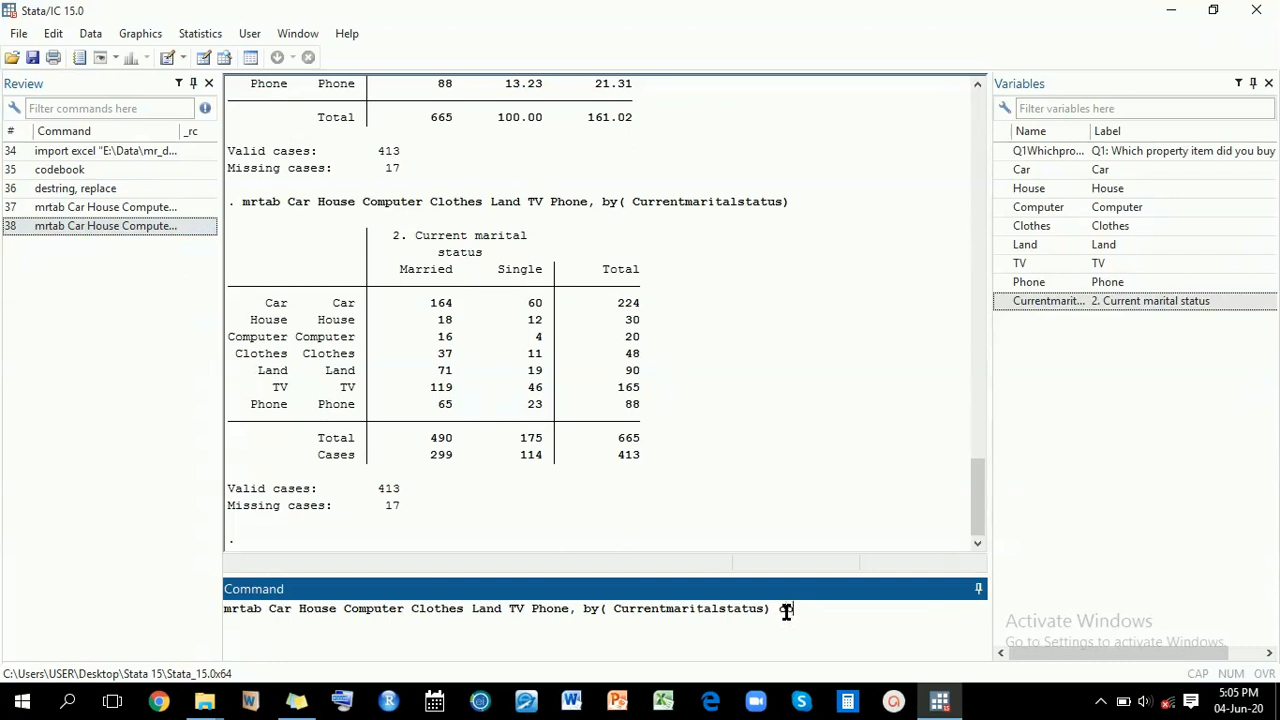 Stata/IC 15.0
File Edit Data Graphics Statistics User Window Help
Review
Filter commands here
# Command _rc
34 import excel "E:\Data\mr_d...
35 codebook
36 destring, replace
37 mrtab Car House Compute...
38 mrtab Car House Compute...
Phone Phone 88 13.23 21.31
Total 665 100.00 161.02
Valid cases: 413
Missing cases: 17
. mrtab Car House Computer Clothes Land TV Phone, by( Currentmaritalstatus)
2. Current marital
status
Married Single Total
Car Car 164 60 224
House House 18 12 30
Computer Computer 16 4 20
Clothes Clothes 37 11 48
Land Land 71 19 90
TV TV 119 46 165
Phone Phone 65 23 88
Total 490 175 665
Cases 299 114 413
Valid cases: 413
Missing cases: 17
.
Command
mrtab Car House Computer Clothes Land TV Phone, by( Currentmaritalstatus)
Variables
Filter variables here
Name Label
Q1Whichpro... Q1: Which property item did you buy
Car Car
House House
Computer Computer
Clothes Clothes
Land Land
TV TV
Phone Phone
Currentmarit... 2. Current marital status
Activate Windows
Go to Settings to activate Windows.
C:\Users\USER\Desktop\Stata 15\Stata_15.0x64
CAP NUM OVR
5:05 PM
04-Jun-20